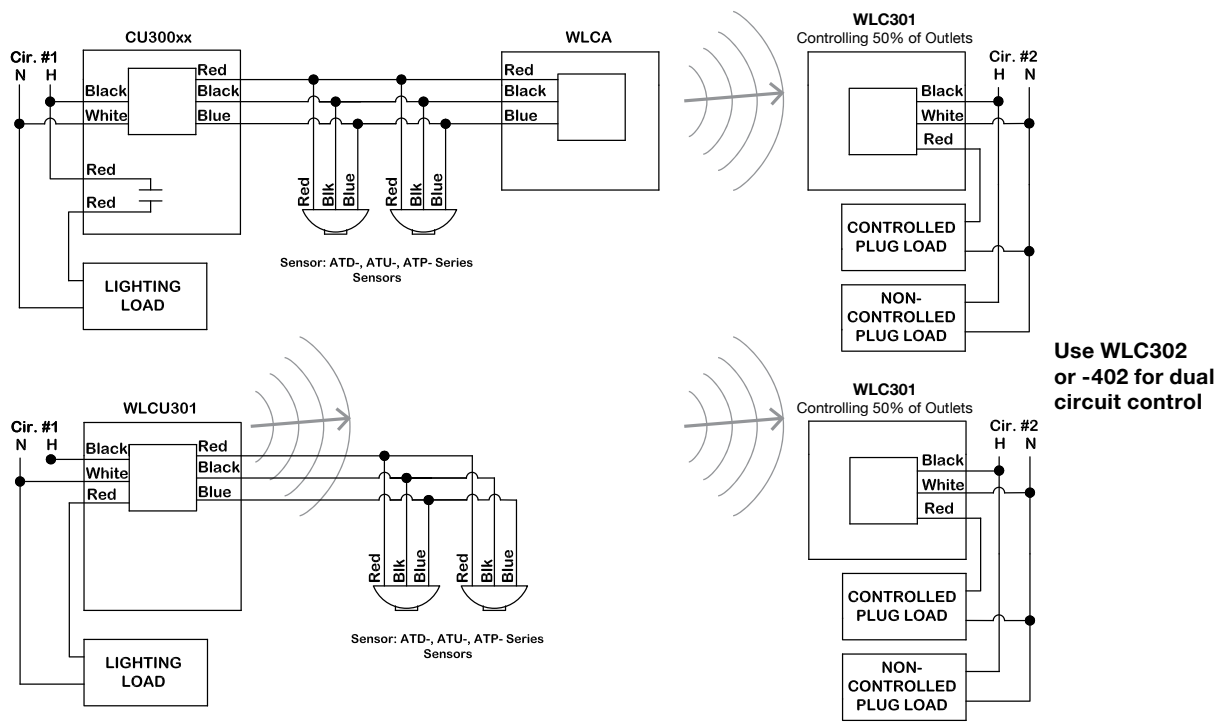 CU300xx
WLCA
WLC301
Controlling 50% of Outlets
Cir. #1
N H
Black
White
Red
Red
Red
Black
Blue
Red
Black
Blue
Red
Blk
Blue
Red
Blk
Blue
Sensor: ATD-, ATU-, ATP- Series
Sensors
LIGHTING
LOAD
Cir. #2
H N
Black
White
Red
CONTROLLED
PLUG LOAD
NON-
CONTROLLED
PLUG LOAD
Use WLC302
or -402 for dual
circuit control
WLCU301
Cir. #1
N H
Black
White
Red
Red
Black
Blue
Red
Blk
Blue
Red
Blk
Blue
Sensor: ATD-, ATU-, ATP- Series
Sensors
LIGHTING
LOAD
WLC301
Controlling 50% of Outlets
Cir. #2
H N
Black
White
Red
CONTROLLED
PLUG LOAD
NON-
CONTROLLED
PLUG LOAD